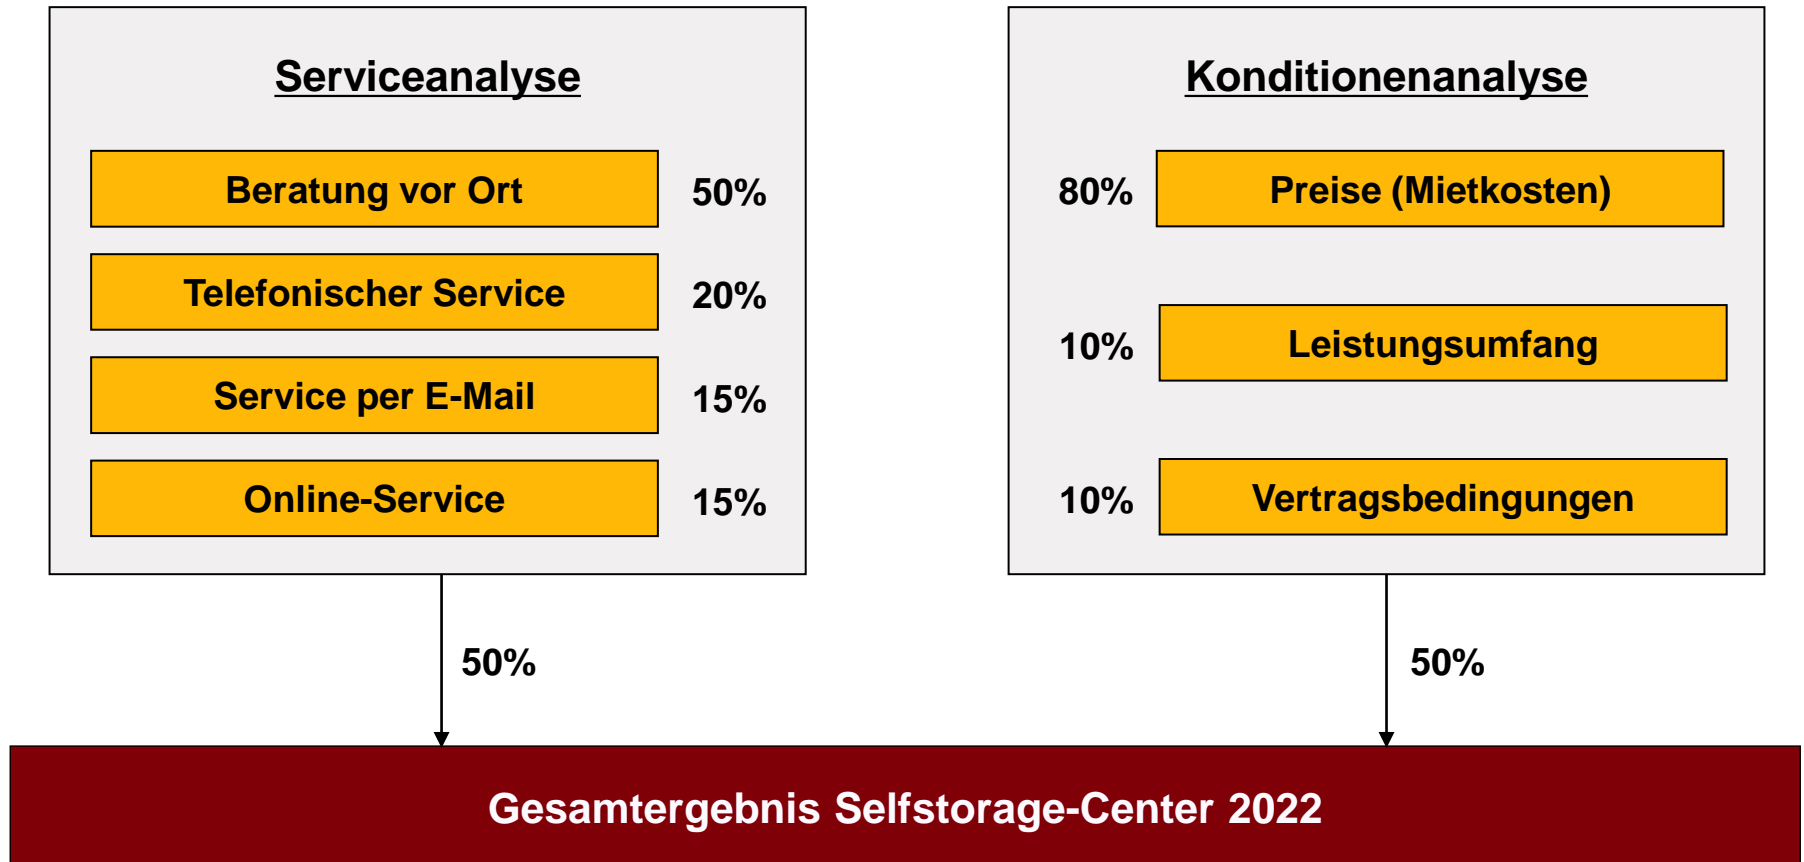 Serviceanalyse
Beratung vor Ort 50%
Telefonischer Service 20%
Service per E-Mail 15%
Online-Service 15%
50%
Konditionenanalyse
80% Preise (Mietkosten)
10% Leistungsumfang
10% Vertragsbedingungen
50%
Gesamtergebnis Selfstorage-Center 2022